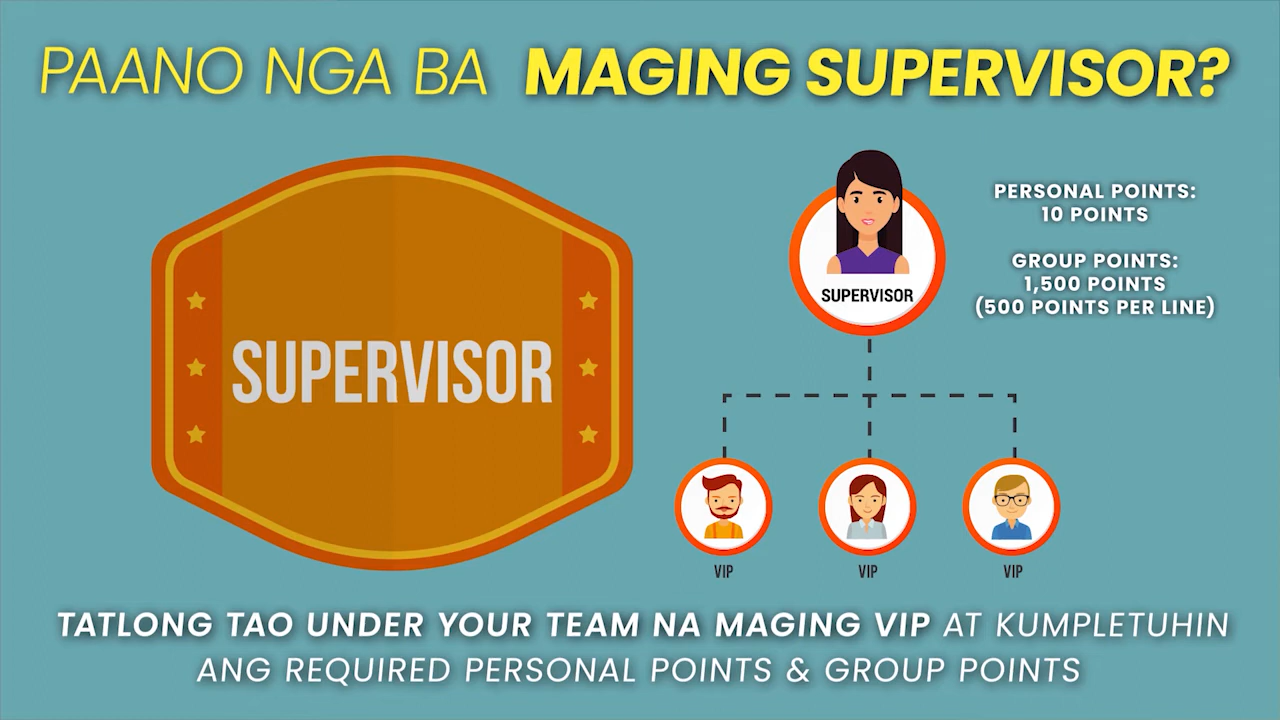 PAANO NGA BA MAGING SUPERVISOR?
SUPERVISOR
SUPERVISOR
PERSONAL POINTS:
10 POINTS
GROUP POINTS:
1,500 POINTS
(500 POINTS PER LINE)
VIP
VIP
VIP
TATLONG TAO UNDER YOUR TEAM NA MAGING VIP AT KUMPLETUHIN
ANG REQUIRED PERSONAL POINTS & GROUP POINTS